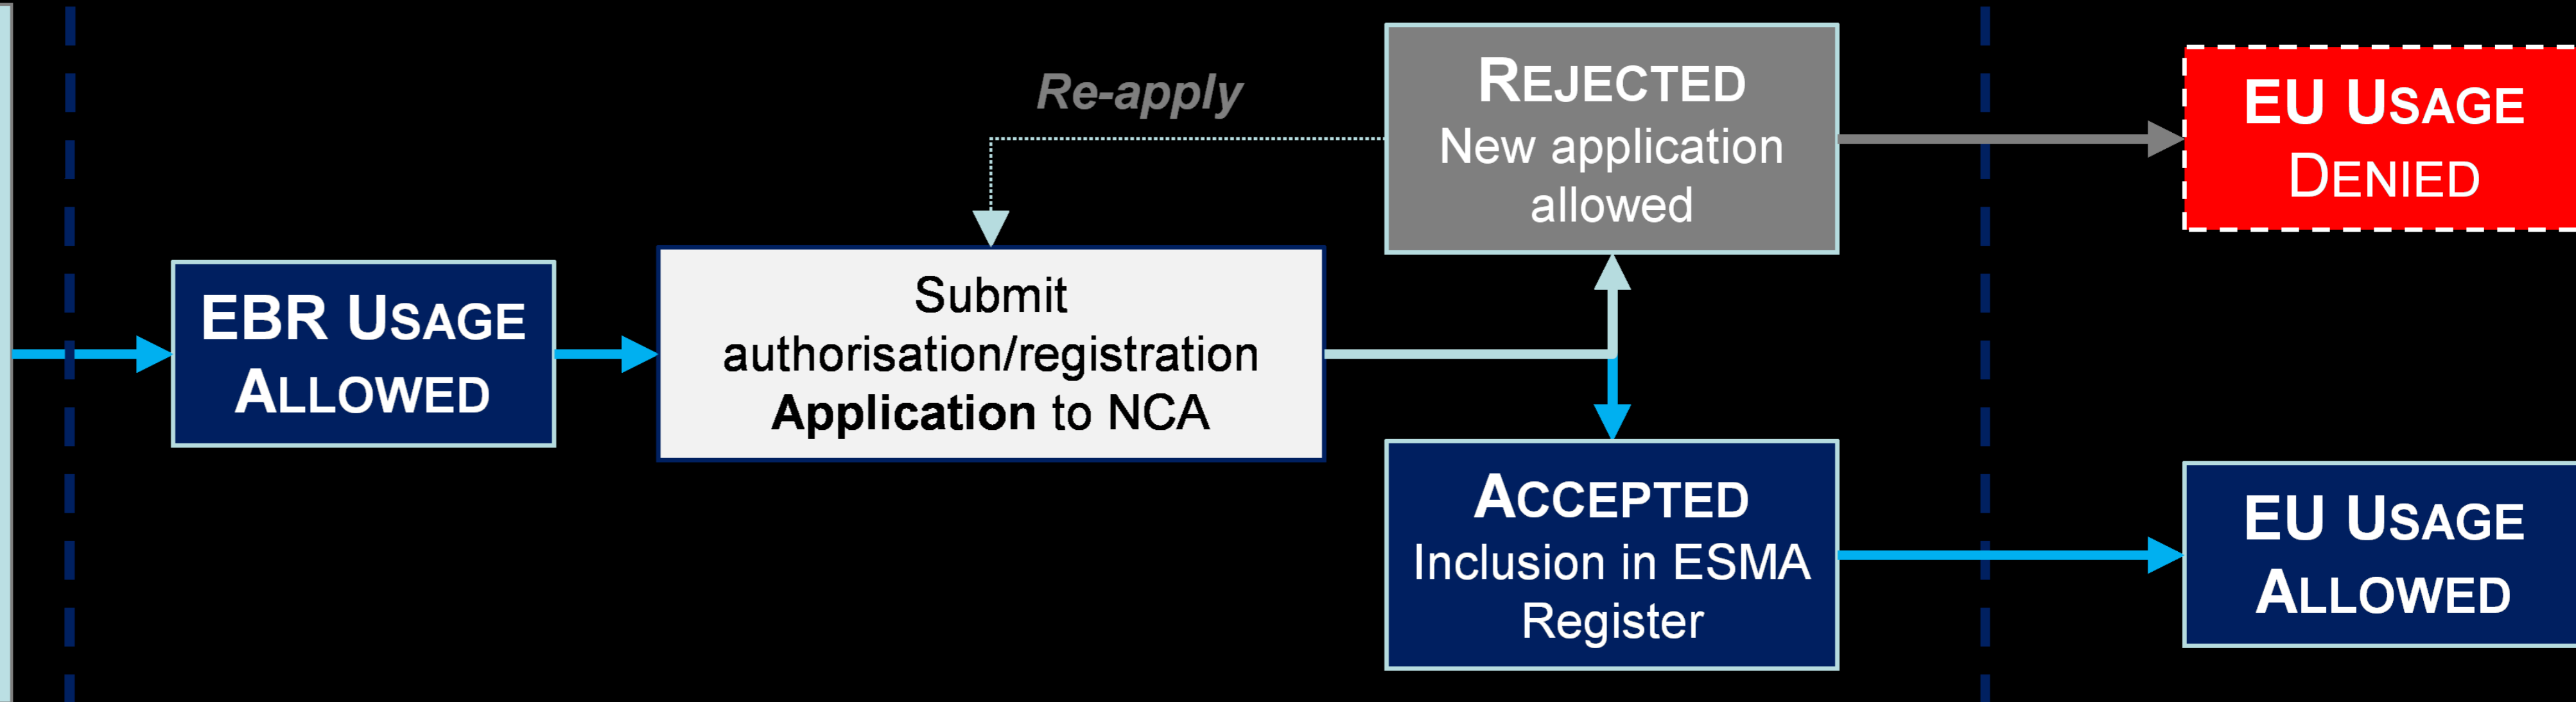 EBR USAGE
ALLOWED
Submit
authorisation/registration
Application to NCA
Re-apply
REJECTED
New application
allowed
ACCEPTED
Inclusion in ESMA
Register
EU USAGE
DENIED
EU USAGE
ALLOWED